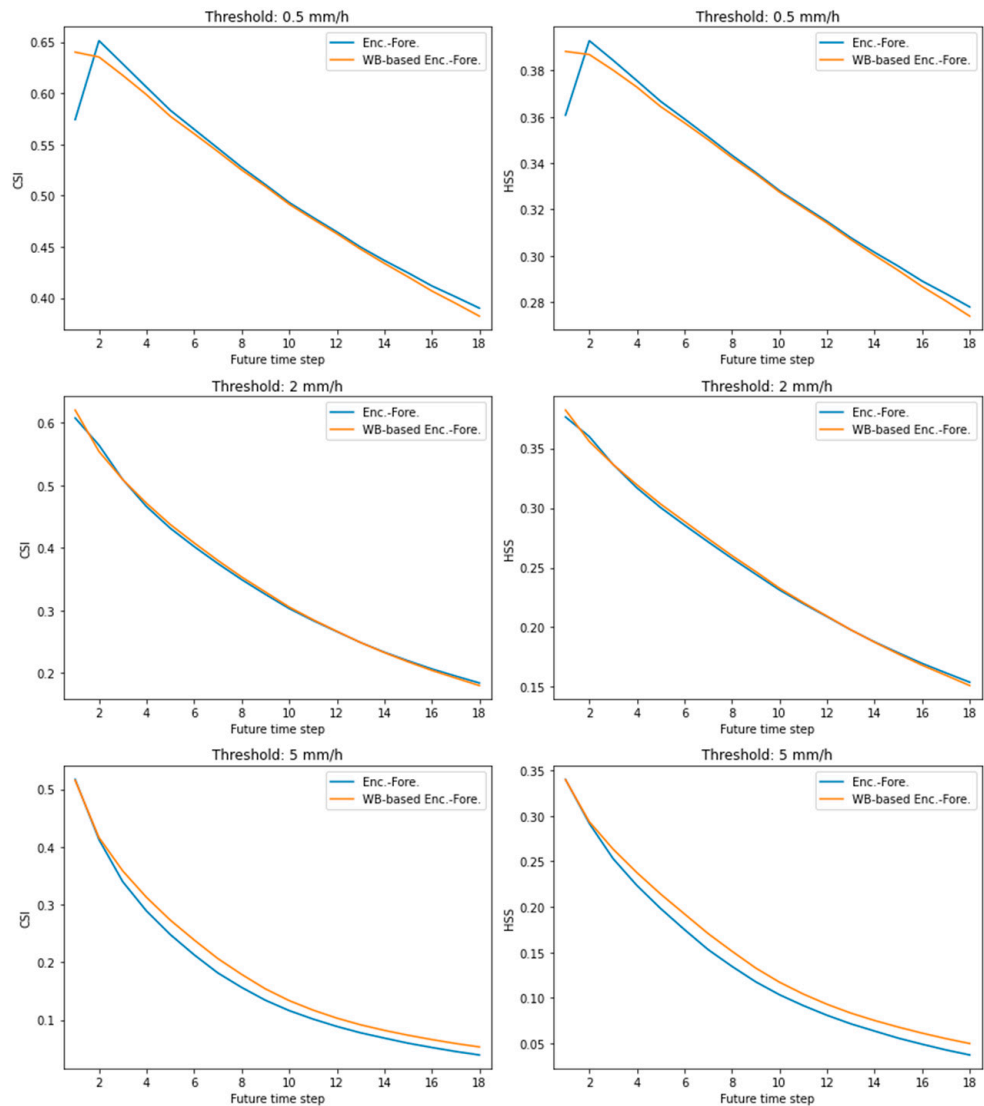 Threshold: 0.5 mm/h
CSI
0.65
0.60
0.55
0.50
0.45
0.40
Enc.-Fore.
WB-based Enc.-Fore.
2 4 6 8 10 12 14 16 18
Future time step
Threshold: 0.5 mm/h
HSS
0.38
0.36
0.34
0.32
0.30
0.28
Enc.-Fore.
WB-based Enc.-Fore.
2 4 6 8 10 12 14 16 18
Future time step
Threshold: 2 mm/h
CSI
0.6
0.5
0.4
0.3
0.2
Enc.-Fore.
WB-based Enc.-Fore.
2 4 6 8 10 12 14 16 18
Future time step
Threshold: 2 mm/h
HSS
0.35
0.30
0.25
0.20
0.15
Enc.-Fore.
WB-based Enc.-Fore.
2 4 6 8 10 12 14 16 18
Future time step
Threshold: 5 mm/h
CSI
0.5
0.4
0.3
0.2
0.1
Enc.-Fore.
WB-based Enc.-Fore.
2 4 6 8 10 12 14 16 18
Future time step
Threshold: 5 mm/h
HSS
0.35
0.30
0.25
0.20
0.15
0.10
0.05
Enc.-Fore.
WB-based Enc.-Fore.
2 4 6 8 10 12 14 16 18
Future time step